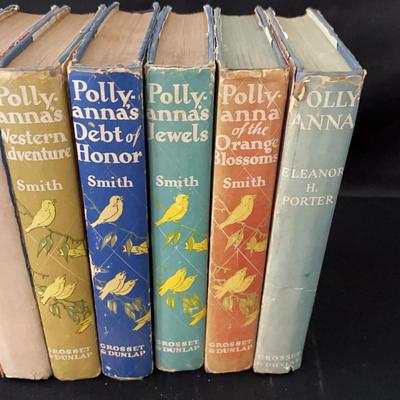 Polly-
anna's
Western
Adventure
Smith
GROSSET
& DUNLAP
Polly-
anna's
Debt of
Honor
Smith
GROSSET
& DUNLAP
Polly-
anna's
Jewels
Smith
GROSSET
& DUNLAP
Polly-
anna
of the
Orange
Blossoms
Smith
GROSSET
& DUNLAP
POLLY-
ANNA
ELEANOR
H.
PORTER
GROSSET
& DUNLAP